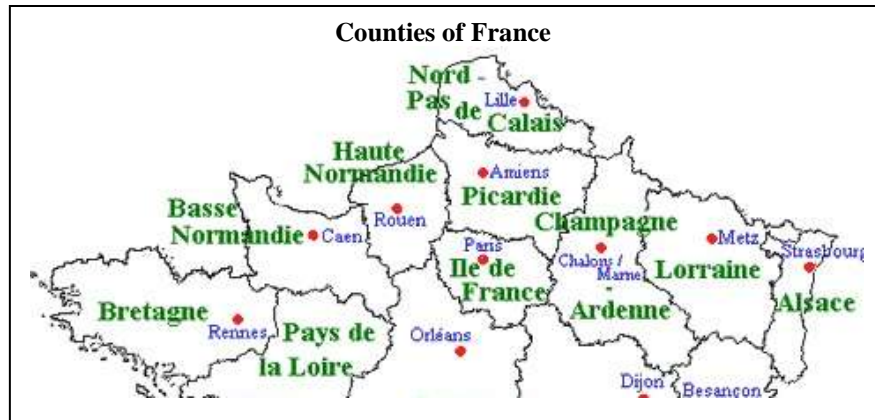 Counties of France
Nord -
Pas de
Calais
Lille
Haute
Normandie
Amiens
Picardie
Basse
Normandie
Rouen
Caen
Champagne
Chalons /
Marne
-
Ardenne
Paris
Ile de
France
Metz
Lorraine
Strasbourg
Alsace
Bretagne
Rennes
Pays de
la Loire
Orléans
Dijon
Besançon